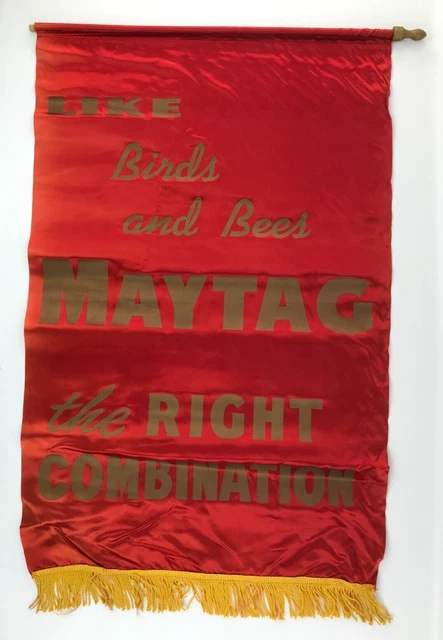 LIKE
Birds
and Bees
MAYTAG
the RIGHT
COMBINATION